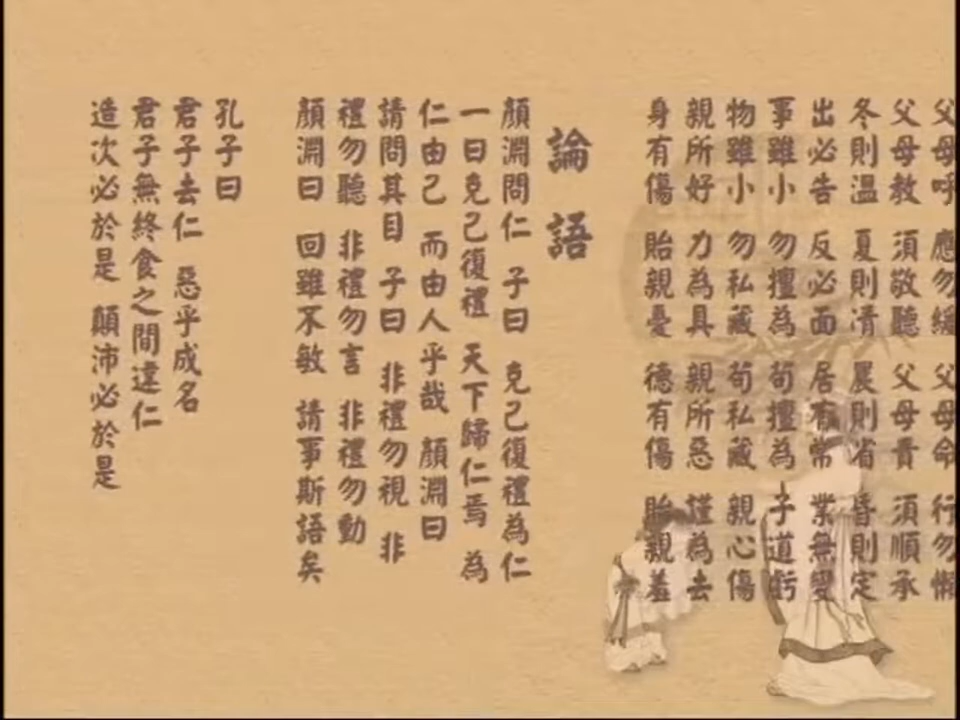 父母呼 應勿緩 父母命 行勿懶
父母教 須敬聽 父母責 須順承
冬則溫 夏則凊 晨則省 昏則定
出必告 反必面 居有常 業無變
事雖小 勿擅為 苟擅為 子道虧
物雖小 勿私藏 苟私藏 親心傷
親所好 力為具 親所惡 謹為去
身有傷 貽親憂 德有傷 貽親羞
論語
顏淵問仁 子曰 克己復禮為仁
一曰克己復禮 天下歸仁焉 為
仁由己 而由人乎哉 顏淵曰
請問其目 子曰 非禮勿視 非
禮勿聽 非禮勿言 非禮勿動
顏淵曰 回雖不敏 請事斯語矣
孔子曰
君子去仁 惡乎成名
君子無終食之間違仁
造次必於是 顛沛必於是